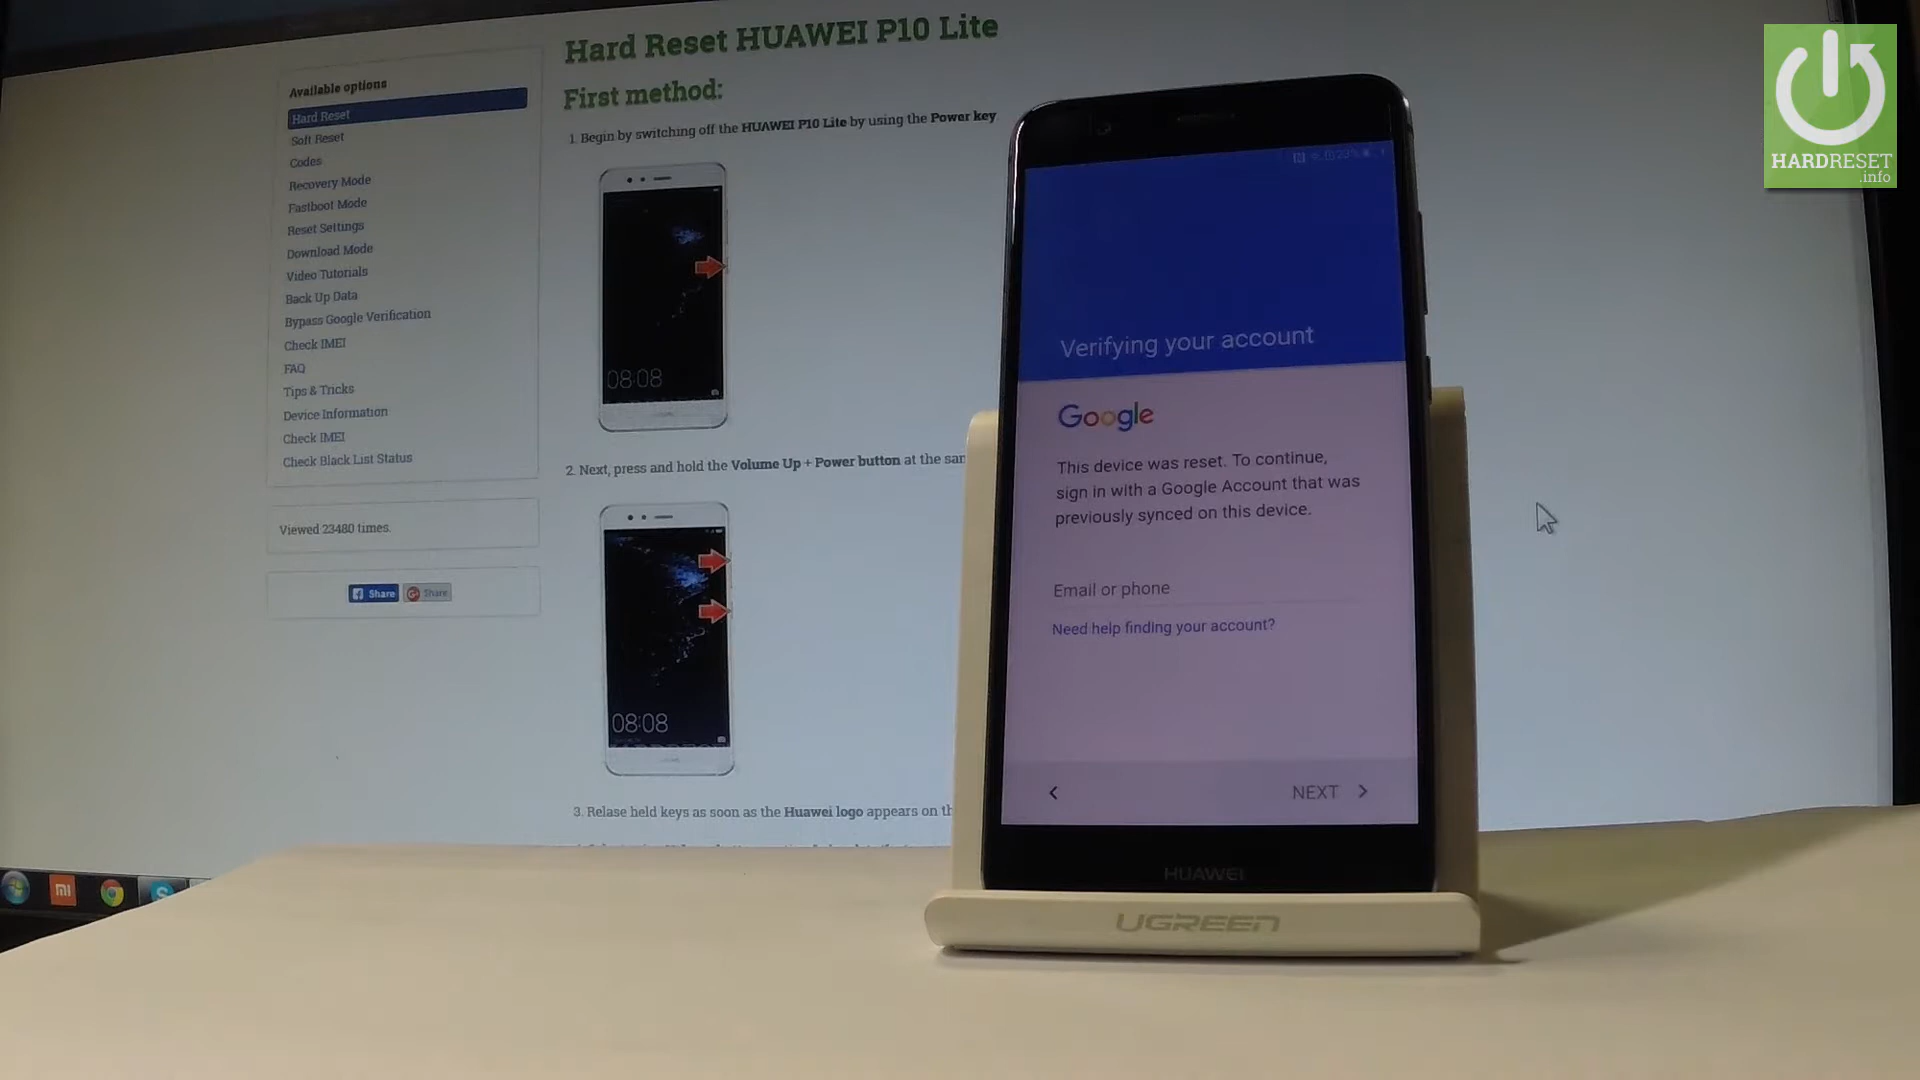 Hard Reset HUAWEI P10 Lite
First method:
1. Begin by switching off the HUAWEI P10 Lite by using the Power key
08:08
2. Next, press and hold the Volume Up + Power button at the sam
08:08
3. Relase held keys as soon as the Huawei logo appears on th
Available options
Hard Reset
Soft Reset
Codes
Recovery Mode
Fastboot Mode
Reset Settings
Download Mode
Video Tutorials
Back Up Data
Bypass Google Verification
Check IMEI
FAQ
Tips & Tricks
Device Information
Check IMEI
Check Black List Status
Viewed 23480 times.
Share
Share
mi
23%
Verifying your account
Google
This device was reset. To continue,
sign in with a Google Account that was
previously synced on this device.
Email or phone
Need help finding your account?
NEXT
HUAWEI
UGREEN
HARDRESET
.info